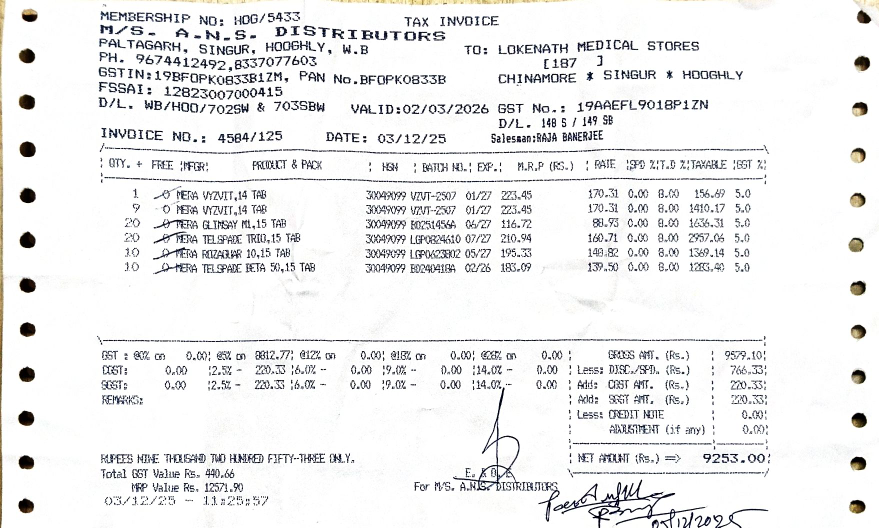 MEMBERSHIP NO: HOG/5433 TAX INVOICE
M/S. A.N.S. DISTRIBUTORS
PALTAGARH, SINGUR, HOOGHLY, W.B TO: LOKENATH MEDICAL STORES
PH. 9674412492,8337077603 [187 ]
GSTIN:19BFOPK0833B1ZM, PAN No.BFOPK0833B CHINAMORE * SINGUR * HOOGHLY
FSSAI: 12823007000415
D/L. WB/HOO/702SW & 703SBW VALID:02/03/2026 GST No.: 19AAEFL9018P1ZN
D/L. 148 S / 149 SB
INVOICE NO.: 4584/125 DATE: 03/12/25 Salesman:RAJA BANERJEE
QTY. + FREE ¦MFGR¦ PRODUCT & PACK ¦ HSN ¦ BATCH NO.¦ EXP.¦ M.R.P (RS.) ¦ RATE ¦SPD %¦T.D %¦TAXABLE ¦GST %¦
1 0 MERA VYZVIT,14 TAB 30049099 VZVT-2507 01/27 223.45 170.31 0.00 8.00 156.69 5.0
9 0 MERA VYZVIT,14 TAB 30049099 VZVT-2507 01/27 223.45 170.31 0.00 8.00 1410.17 5.0
20 0 MERA GLIMSAY M1,15 TAB 30049099 BD251456A 06/27 116.72 88.93 0.00 8.00 1636.31 5.0
20 0 MERA TELSPADE TRIO,15 TAB 30049099 LGP0824610 07/27 210.94 160.71 0.00 8.00 2957.06 5.0
10 0 MERA ROZAGUAR 10,15 TAB 30049099 LGP0623802 05/27 195.33 148.82 0.00 8.00 1369.14 5.0
10 0 MERA TELSPADE BETA 50,15 TAB 30049099 BD240418A 02/26 183.09 139.50 0.00 8.00 1283.40 5.0
GST : @0% on 0.00¦ @5% on 8812.77¦ @12% on 0.00¦ @18% on 0.00¦ @28% on 0.00 ¦ GROSS AMT. (Rs.) ¦ 9579.10¦
CGST: 0.00 ¦2.5% - 220.33 ¦6.0% - 0.00 ¦9.0% - 0.00 ¦14.0% - 0.00 ¦ Less: DISC./SPD. (Rs.) ¦ 766.33¦
SGST: 0.00 ¦2.5% - 220.33 ¦6.0% - 0.00 ¦9.0% - 0.00 ¦14.0% - 0.00 ¦ Add: CGST AMT. (Rs.) ¦ 220.33¦
REMARKS: Add: SGST AMT. (Rs.) ¦ 220.33¦
Less: CREDIT NOTE ¦ 0.00¦
ADJUSTMENT (if any) ¦ 0.00¦
RUPEES NINE THOUSAND TWO HUNDRED FIFTY-THREE ONLY. ¦ NET AMOUNT (Rs.) ==> 9253.00¦
Total GST Value Rs. 440.66 E. & O.E
MRP Value Rs. 12571.90 For M/S. A.N.S. DISTRIBUTORS
03/12/25 - 11:25:57